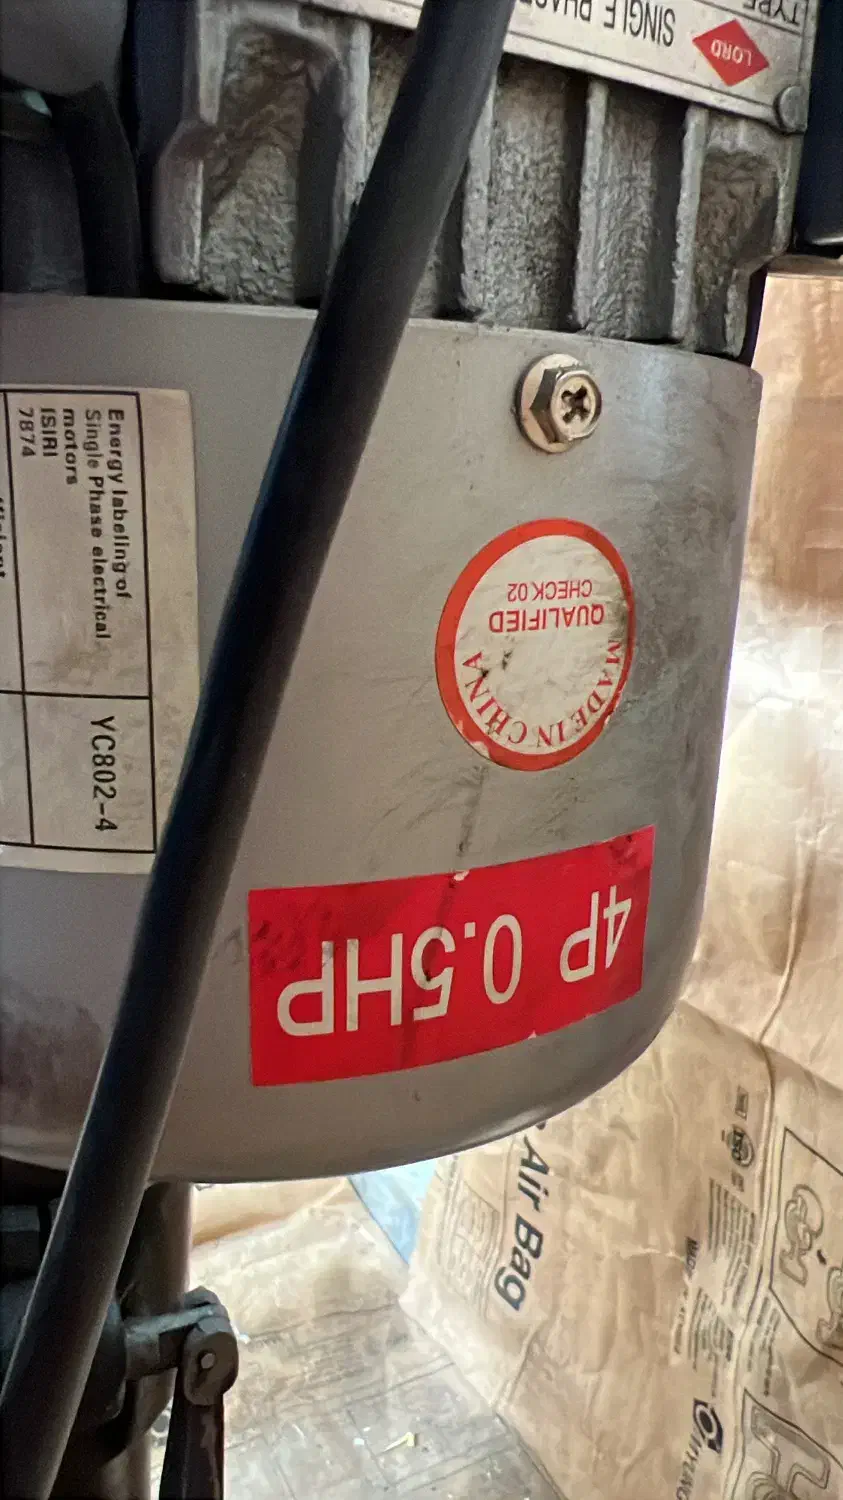 TYPE
LORD
SINGLE PHASE
Energy labeling of
Single Phase electrical
motors
ISIRI
7874
YC802-4
QUALIFIED
CHECK 02
MADE IN CHINA
4P 0.5HP
Air Bag